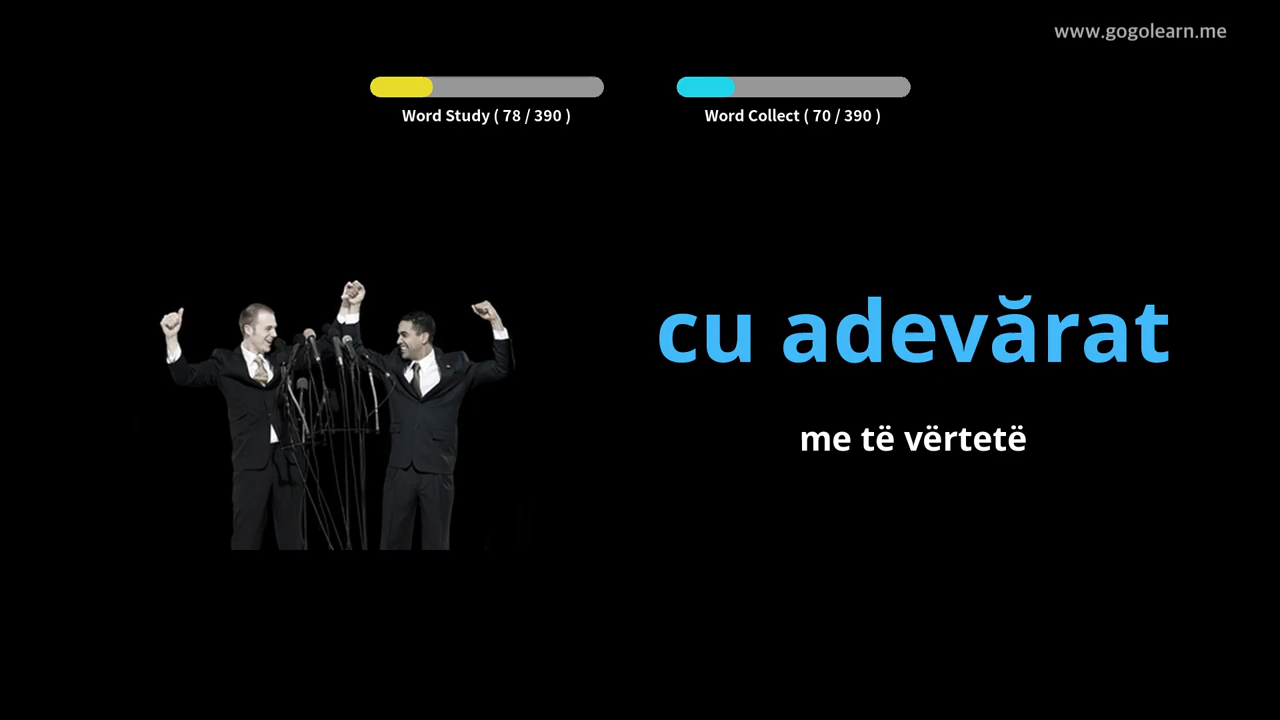 www.gogolearn.me
Word Study ( 78 / 390 )
Word Collect ( 70 / 390 )
cu adevărat
me të vërtetë